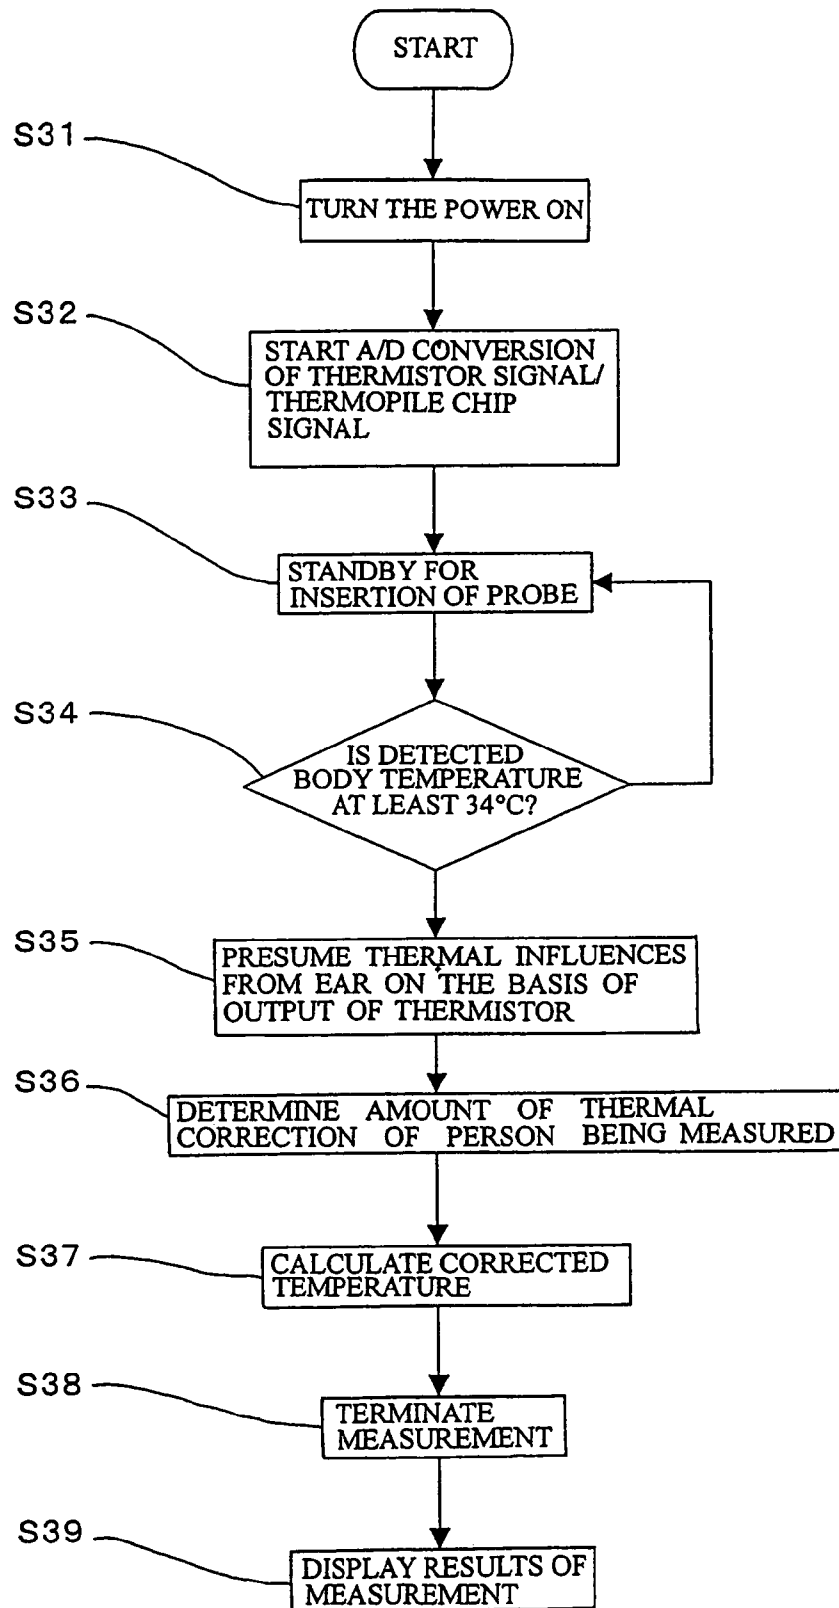 START
S31
TURN THE POWER ON
S32
START A/D CONVERSION
OF THERMISTOR SIGNAL/
THERMOPILE CHIP
SIGNAL
S33
STANDBY FOR
INSERTION OF PROBE
S34
IS DETECTED
BODY TEMPERATURE
AT LEAST 34°C?
S35
PRESUME THERMAL INFLUENCES
FROM EAR ON THE BASIS OF
OUTPUT OF THERMISTOR
S36
DETERMINE AMOUNT OF THERMAL
CORRECTION OF PERSON BEING MEASURED
S37
CALCULATE CORRECTED
TEMPERATURE
S38
TERMINATE
MEASUREMENT
S39
DISPLAY RESULTS OF
MEASUREMENT